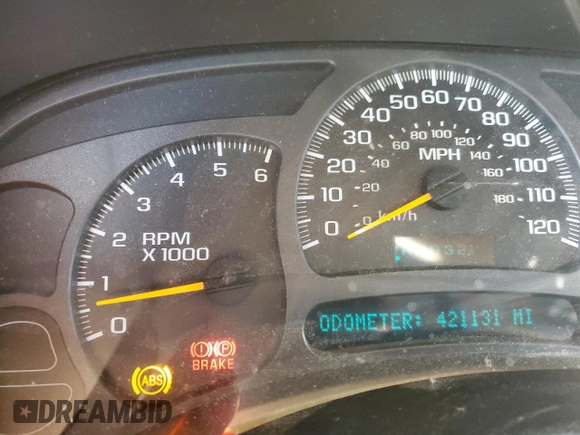 0 1 2 3 4 5 6
RPM
X 1000
0 10 20 30 40 50 60 70 80 90 100 110 120
0 20 40 60 80 100 120 140 160 180
MPH
km/h
ODOMETER: 421131 MI
BRAKE
ABS
DREAMBID